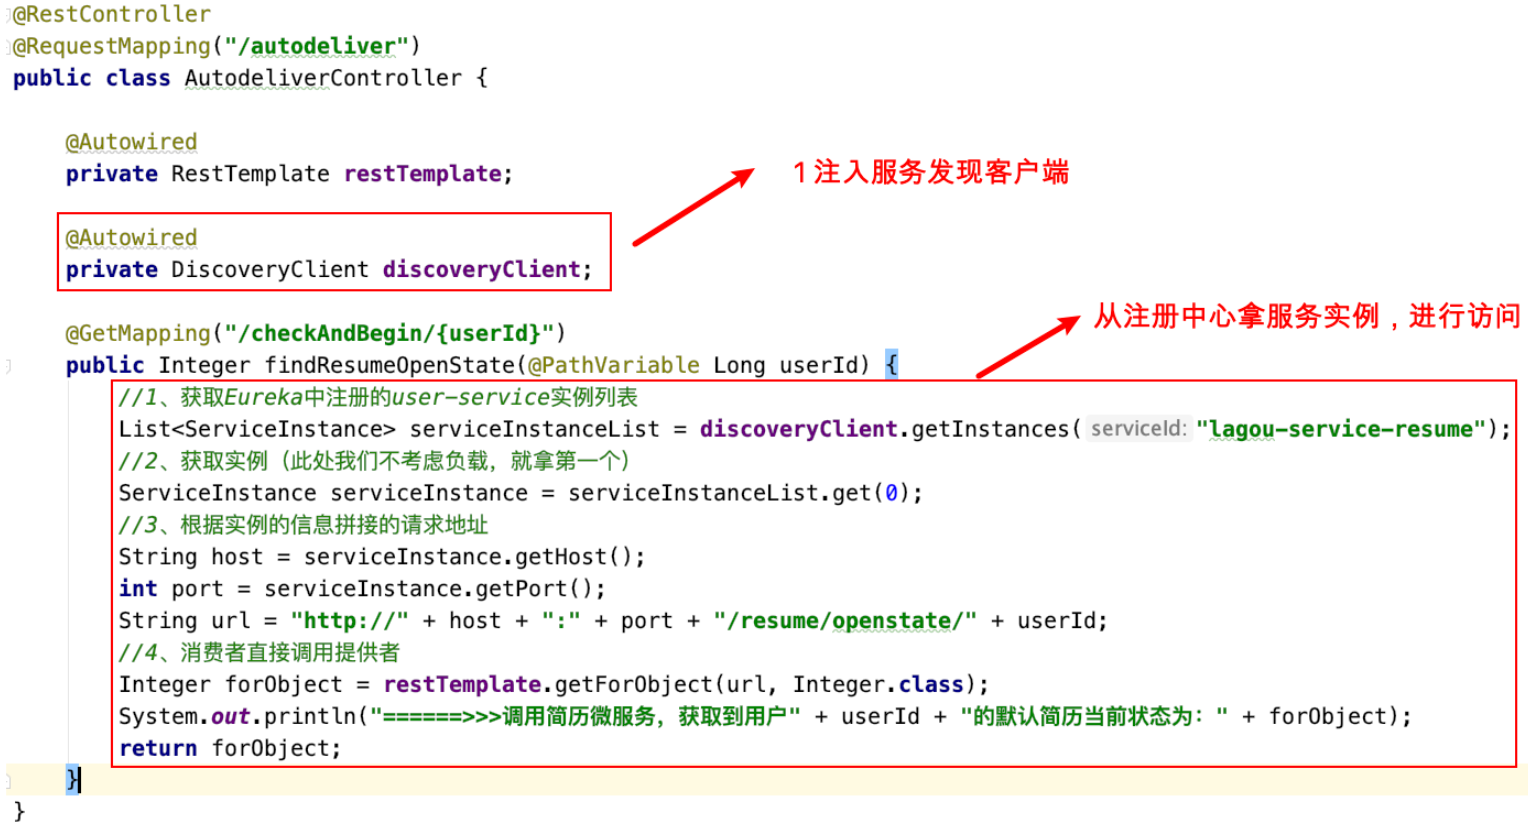 @RestController
@RequestMapping("/autodeliver")
public class AutodeliverController {
@Autowired
private RestTemplate restTemplate;
1注入服务发现客户端
@Autowired
private DiscoveryClient discoveryClient;
从注册中心拿服务实例，进行访问
@GetMapping("/checkAndBegin/{userId}")
public Integer findResumeOpenState(@PathVariable Long userId) {
//1、获取Eureka中注册的user-service实例列表
List<ServiceInstance> serviceInstanceList = discoveryClient.getInstances( serviceId: "lagou-service-resume");
//2、获取实例（此处我们不考虑负载，就拿第一个）
ServiceInstance serviceInstance = serviceInstanceList.get(0);
//3、根据实例的信息拼接的请求地址
String host = serviceInstance.getHost();
int port = serviceInstance.getPort();
String url = "http://" + host + ":" + port + "/resume/openstate/" + userId;
//4、消费者直接调用提供者
Integer forObject = restTemplate.getForObject(url, Integer.class);
System.out.println("======>>>调用简历微服务，获取到用户" + userId + "的默认简历当前状态为：" + forObject);
return forObject;
}
}